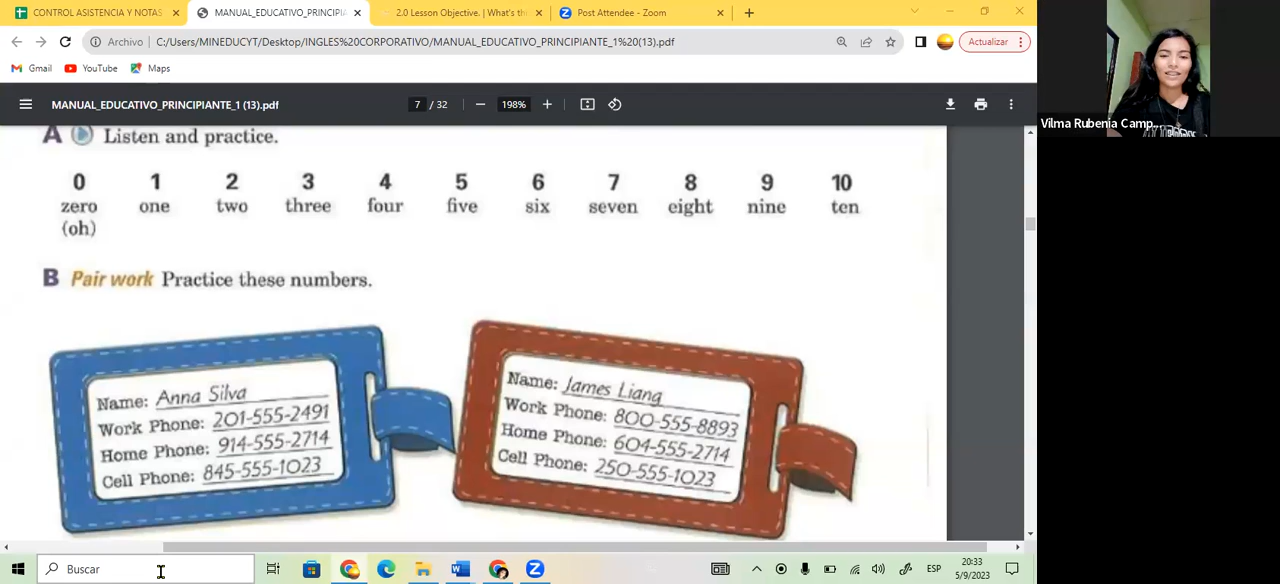 CONTROL ASISTENCIA Y NOTAS
MANUAL_EDUCATIVO_PRINCIPIA
2.0 Lesson Objective. | What's th
Post Attendee - Zoom
Archivo
C:/Users/MINEDUCYT/Desktop/INGLES%20CORPORATIVO/MANUAL_EDUCATIVO_PRINCIPIANTE_1%20(13).pdf
Actualizar
Gmail
YouTube
Maps
MANUAL_EDUCATIVO_PRINCIPIANTE_1 (13).pdf
7 / 32
198%
A Listen and practice.
0 1 2 3 4 5 6 7 8 9 10
zero one two three four five six seven eight nine ten
(oh)
B Pair work Practice these numbers.
Name: Anna Silva
Work Phone: 201-555-2491
Home Phone: 914-555-2714
Cell Phone: 845-555-1023
Name: James Liang
Work Phone: 800-555-8893
Home Phone: 604-555-2714
Cell Phone: 250-555-1023
Vilma Rubenia Camp...
Buscar
ESP
20:33
5/9/2023